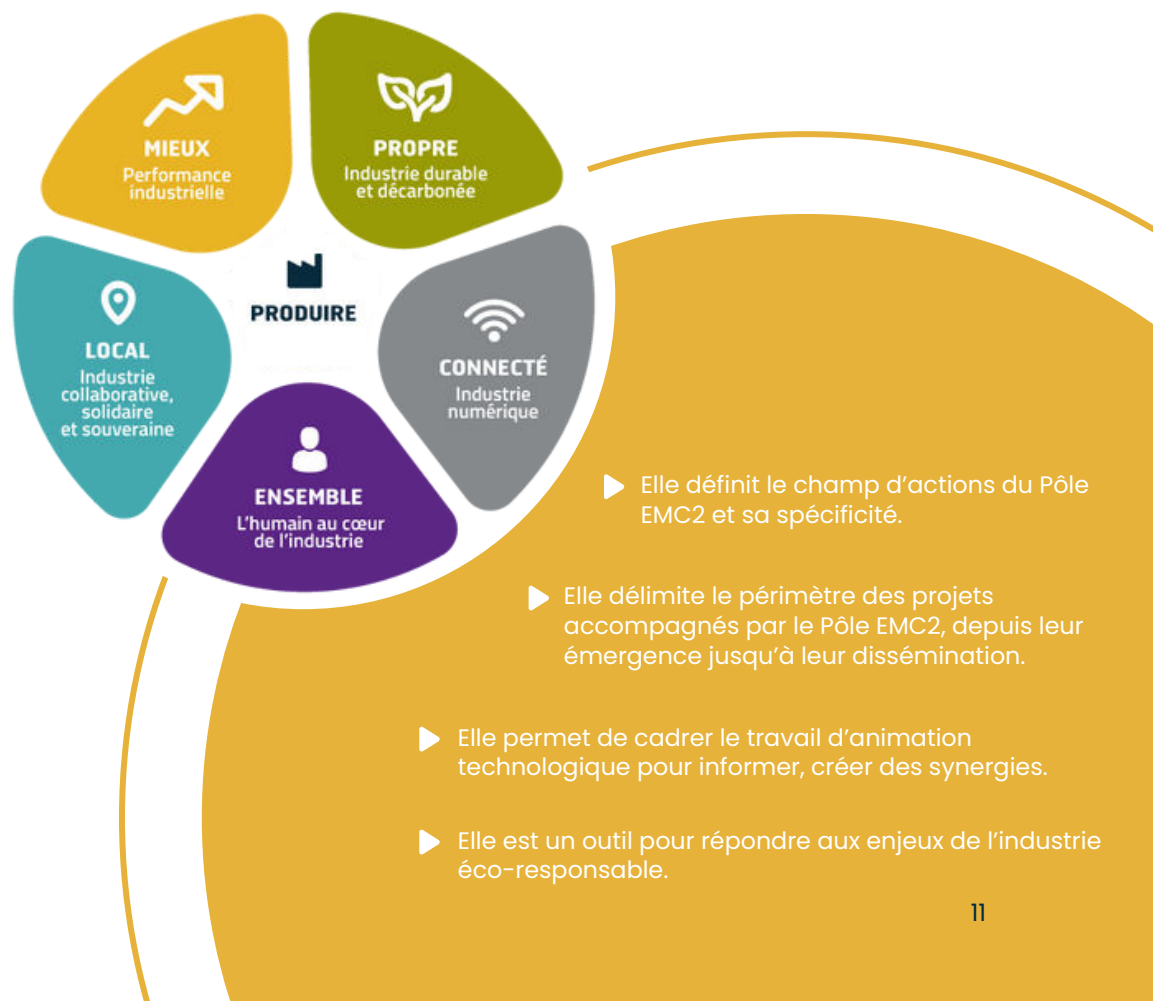 MIEUX
Performance
industrielle
PROPRE
Industrie durable
et décarbonée
PRODUIRE
LOCAL
Industrie
collaborative,
solidaire
et souveraine
CONNECTÉ
Industrie
numérique
ENSEMBLE
L'humain au cœur
de l'industrie
Elle définit le champ d'actions du Pôle
EMC2 et sa spécificité.
Elle délimite le périmètre des projets
accompagnés par le Pôle EMC2, depuis leur
émergence jusqu'à leur dissémination.
Elle permet de cadrer le travail d'animation
technologique pour informer, créer des synergies.
Elle est un outil pour répondre aux enjeux de l'industrie
éco-responsable.
11